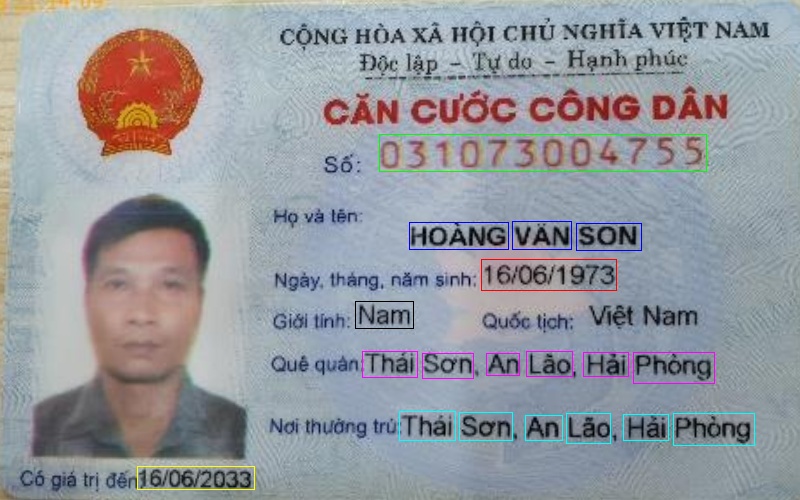 CỘNG HÒA XÃ HỘI CHỦ NGHĨA VIỆT NAM
Độc lập - Tự do - Hạnh phúc
CĂN CƯỚC CÔNG DÂN
Số: 031073004755
Họ và tên:
HOÀNG VĂN SƠN
Ngày, tháng, năm sinh: 16/06/1973
Giới tính: Nam Quốc tịch: Việt Nam
Quê quán: Thái Sơn, An Lão, Hải Phòng
Nơi thường trú: Thái Sơn, An Lão, Hải Phòng
Có giá trị đến: 16/06/2033